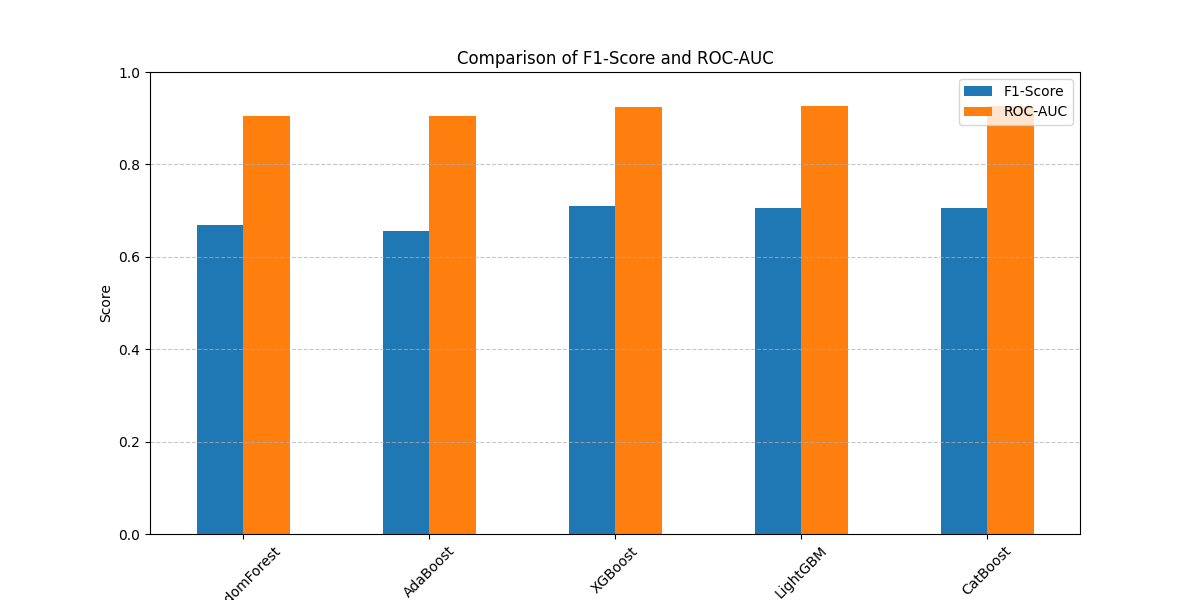 Comparison of F1-Score and ROC-AUC
F1-Score
ROC-AUC
Score
1.0
0.8
0.6
0.4
0.2
0.0
domForest
AdaBoost
XGBoost
LightGBM
CatBoost